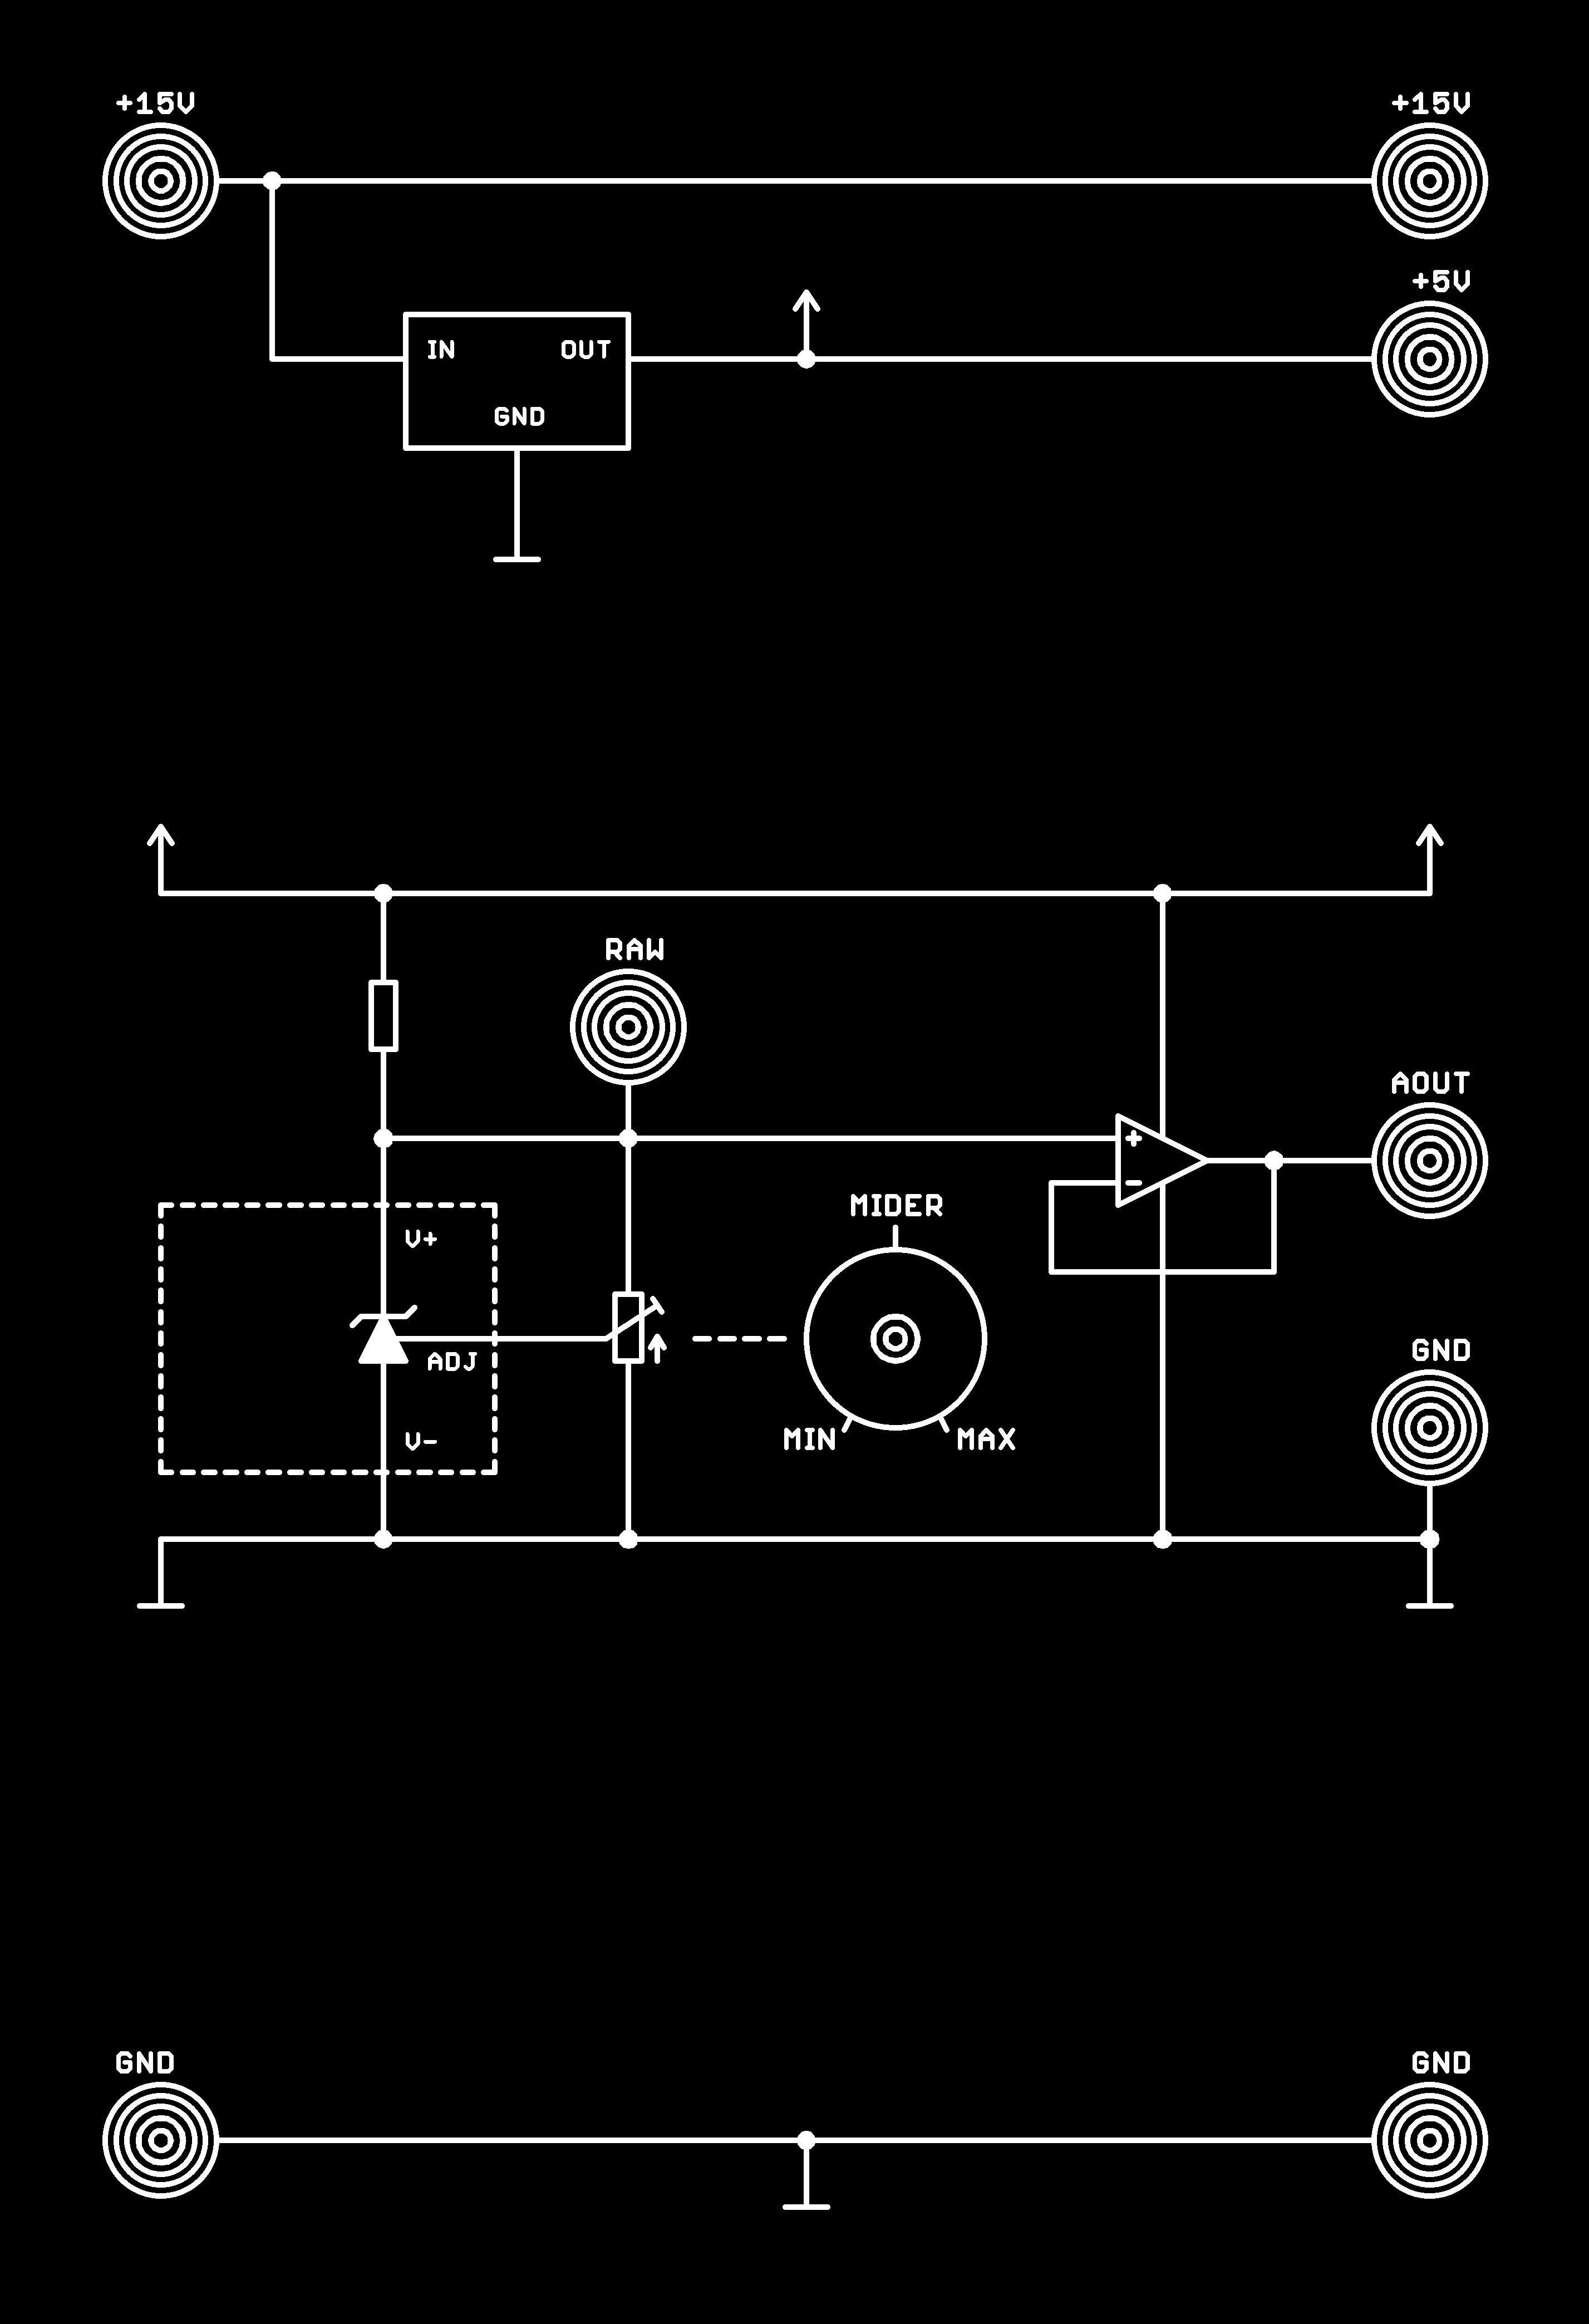 +15V
+15V
+5V
IN
OUT
GND
RAW
AOUT
+
-
MIDER
V+
ADJ
GND
MIN
MAX
V-
GND
GND